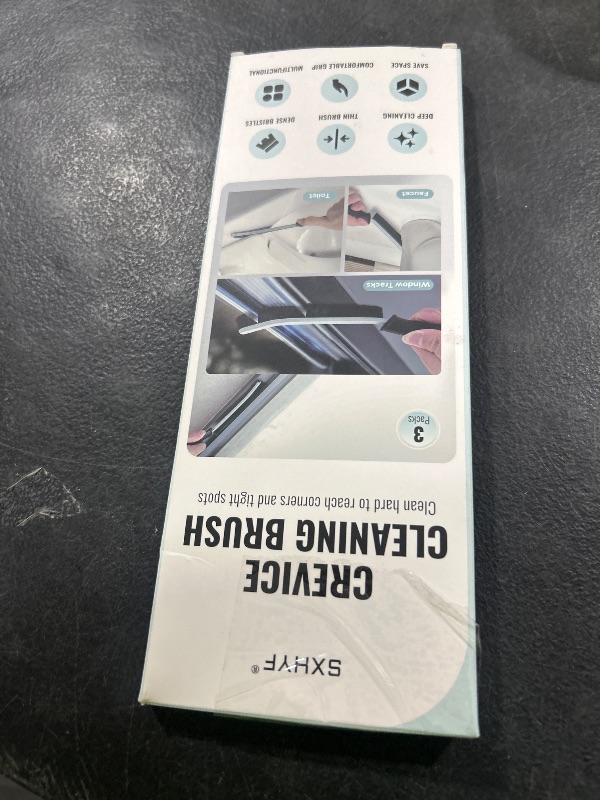 SXHYF®
CREVICE
CLEANING BRUSH
Clean hard to reach corners and tight spots
3
Packs
Window Tracks
Faucet
Toilet
DEEP CLEANING
THIN BRUSH
DENSE BRISTLES
SAVE SPACE
COMFORTABLE GRIP
MULTIFUNCTIONAL